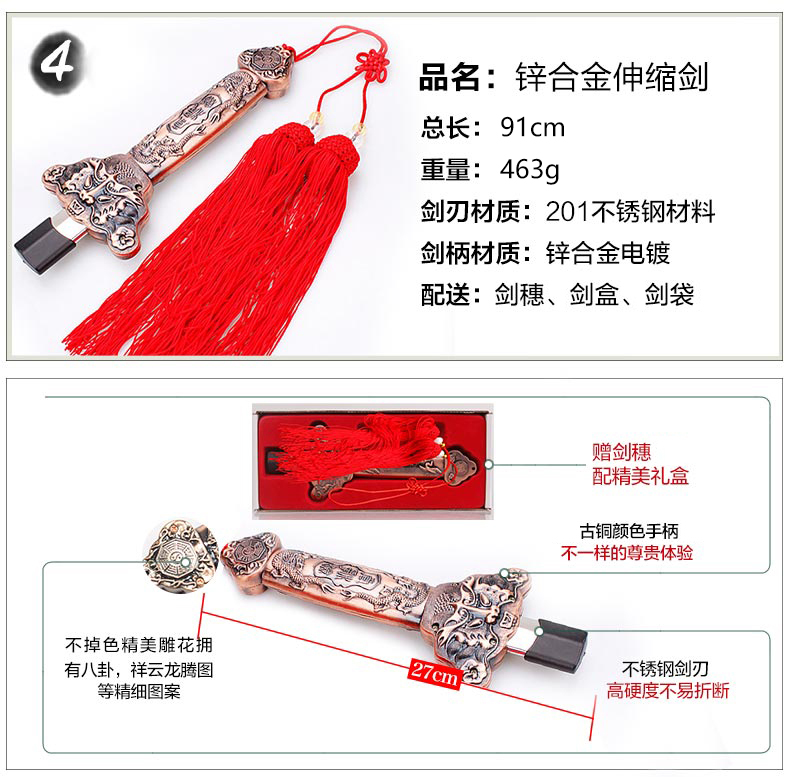 4
品名：锌合金伸缩剑
总长：91cm
重量：463g
剑刃材质：201不锈钢材料
剑柄材质：锌合金电镀
配送：剑穗、剑盒、剑袋
赠剑穗
配精美礼盒
古铜颜色手柄
不一样的尊贵体验
27cm
不掉色精美雕花拥
有八卦，祥云龙腾图
等精细图案
不锈钢剑刃
高硬度不易折断